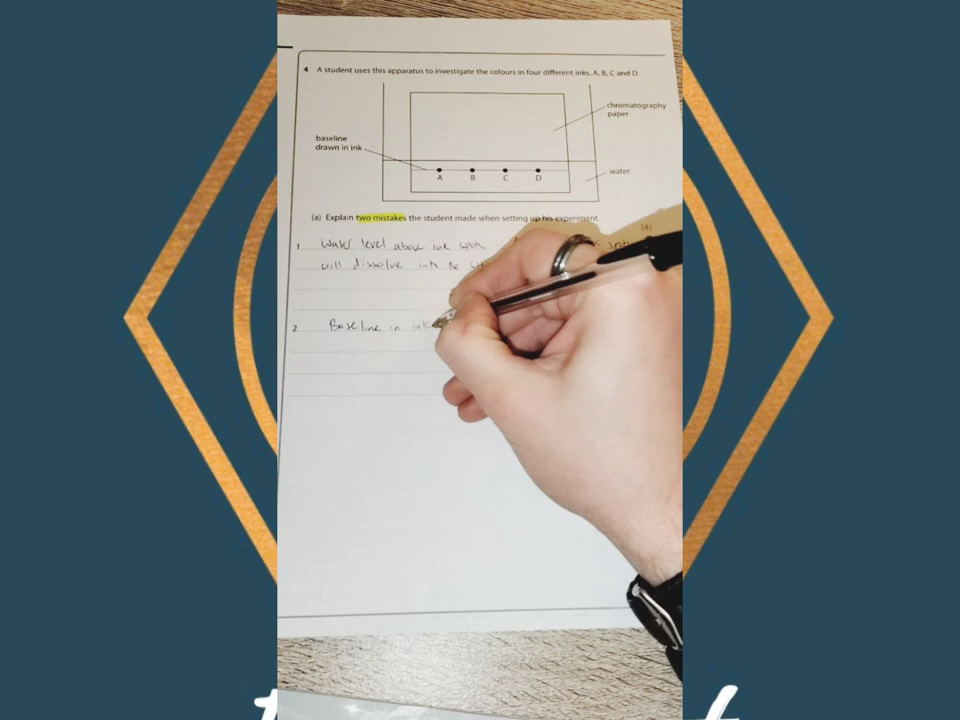 4 A student uses this apparatus to investigate the colours in four different inks, A, B, C and D.
chromatography
paper
baseline
drawn in ink
A B C D
water
(a) Explain two mistakes the student made when setting up his experiment.
(4)
1 Water level above ink spots
will dissolve into the
2 Baseline in ink